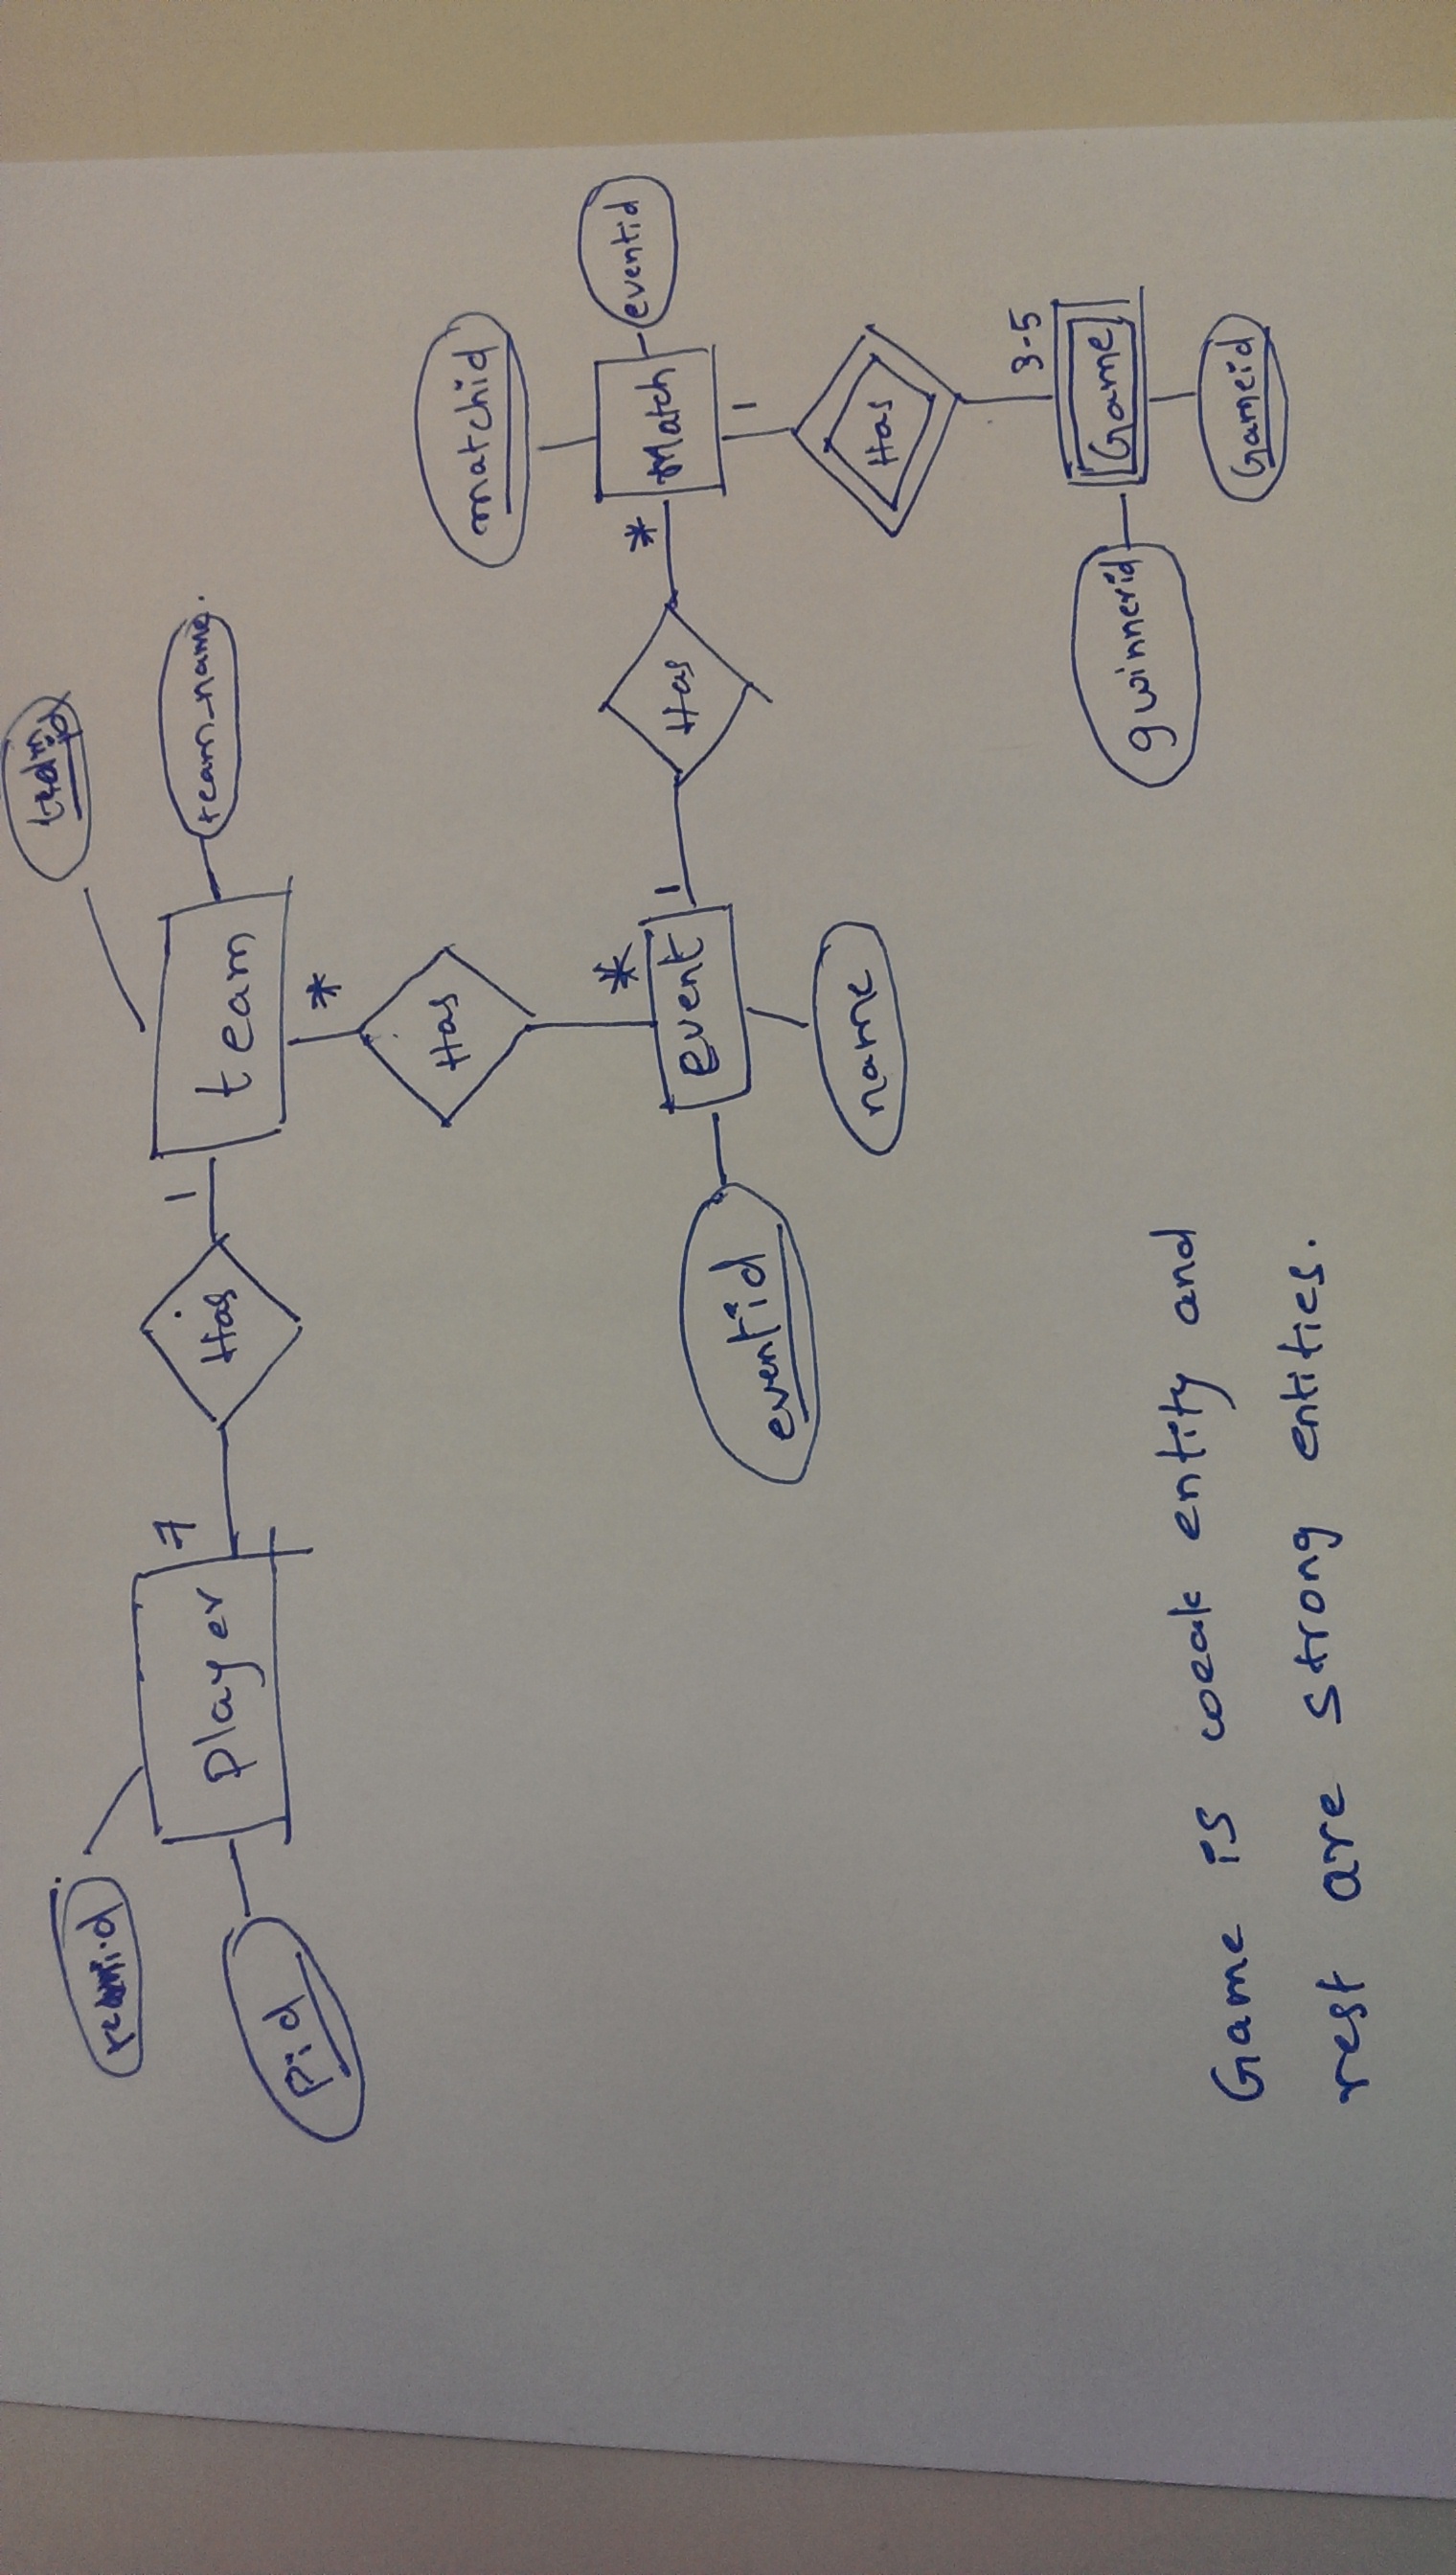 teamid
team_name.
teamid
Player
7
Has
1
team
Pid
*
Has
*
matchid
eventid
event
1
Has
*
Match
eventid
name
1
Has
3-5
gwinnerid
Game
Gameid
Game is weak entity and
rest are strong entities.